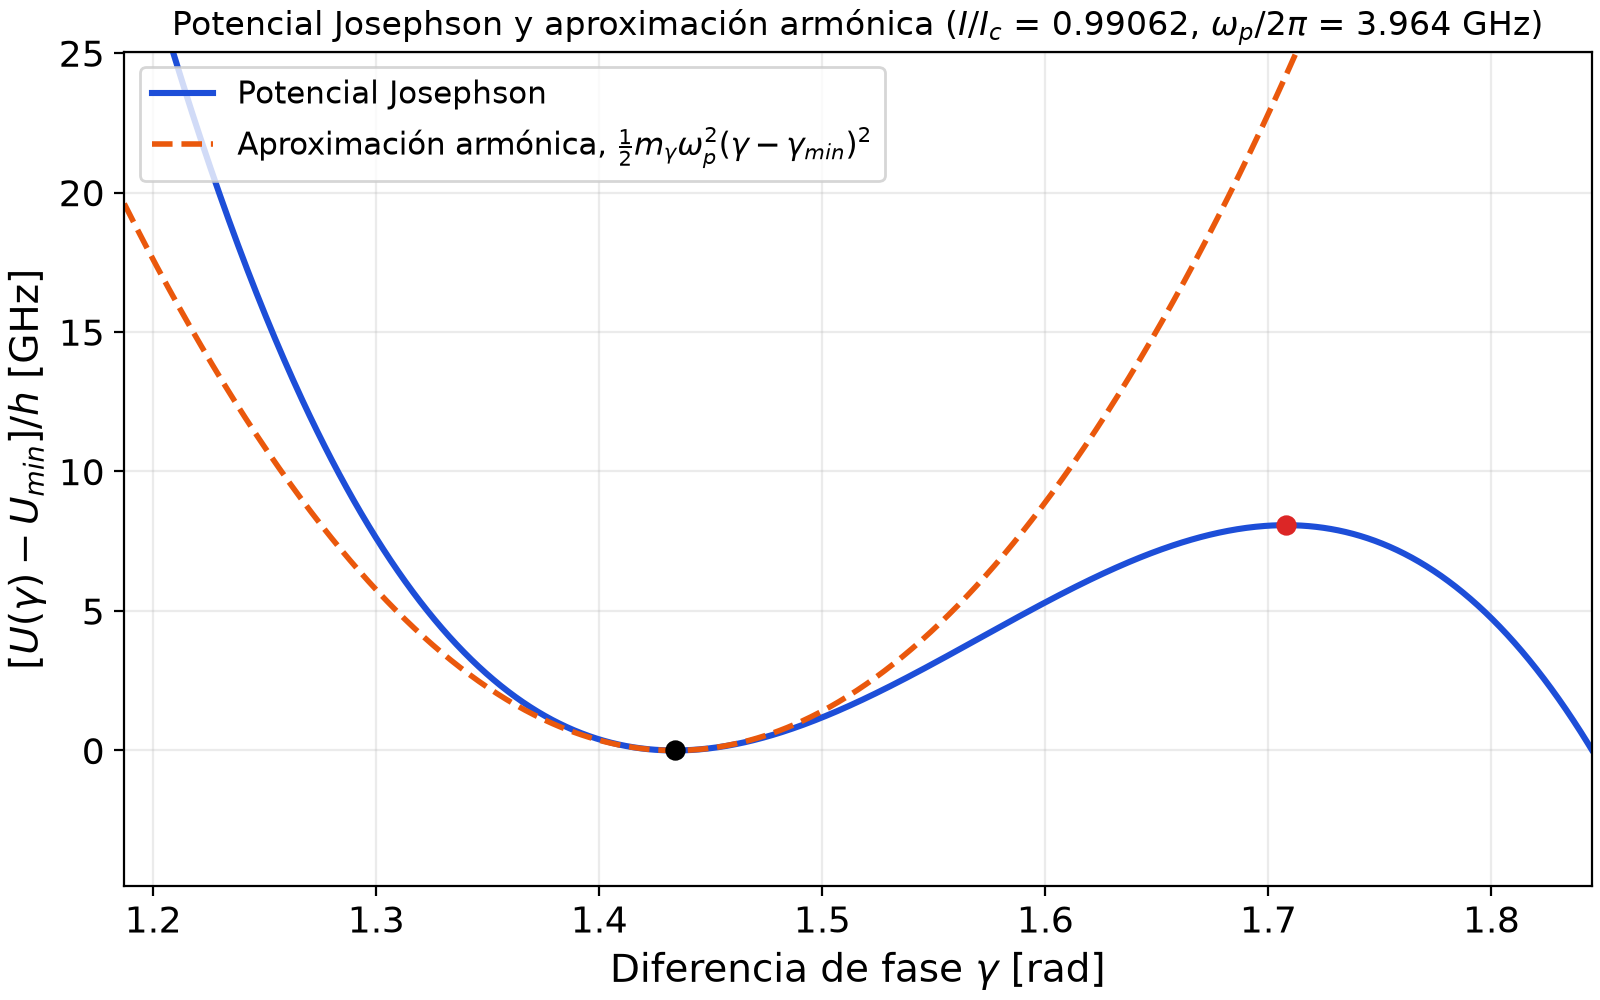 Potencial Josephson y aproximación armónica (I/I_c = 0.99062, ω_p/2π = 3.964 GHz)
Potencial Josephson
Aproximación armónica, ½m_γω_p²(γ − γ_min)²
[U(γ) − U_min]/h [GHz]
25
20
15
10
5
0
1.2 1.3 1.4 1.5 1.6 1.7 1.8
Diferencia de fase γ [rad]